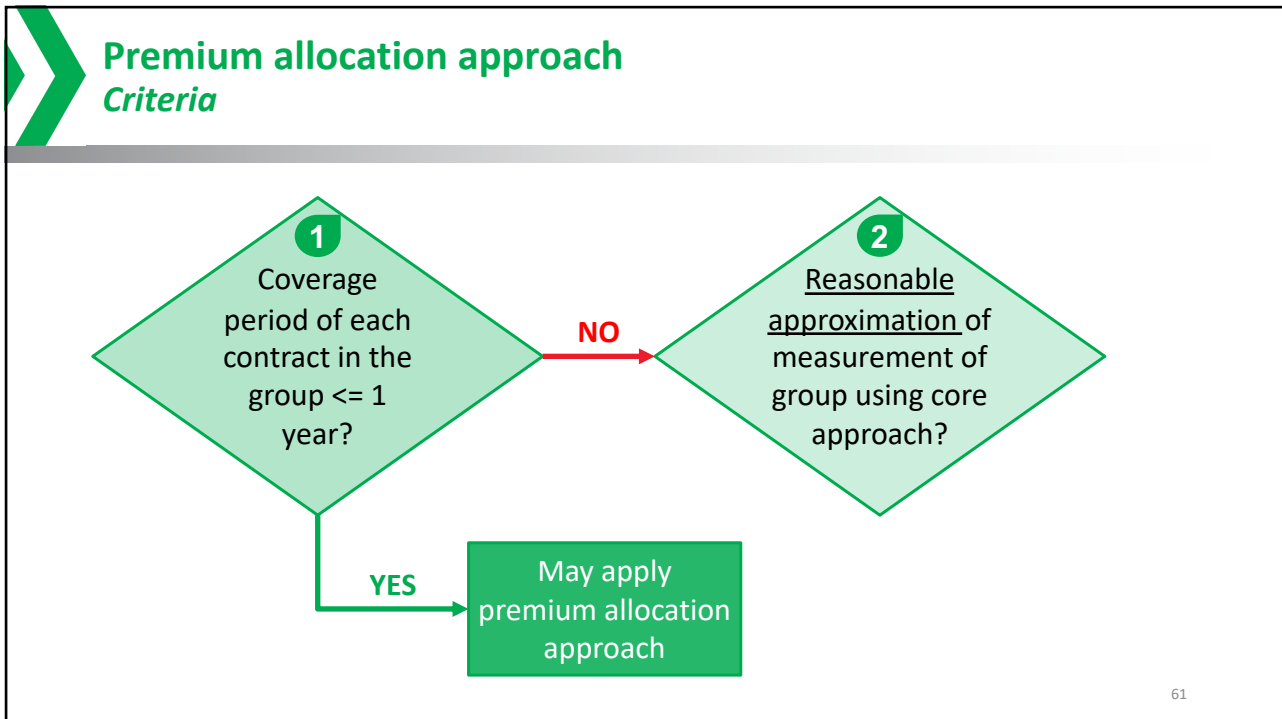 Premium allocation approach
Criteria
1
Coverage
period of each
contract in the
group <= 1
year?
NO
2
Reasonable
approximation of
measurement of
group using core
approach?
YES
May apply
premium allocation
approach
61